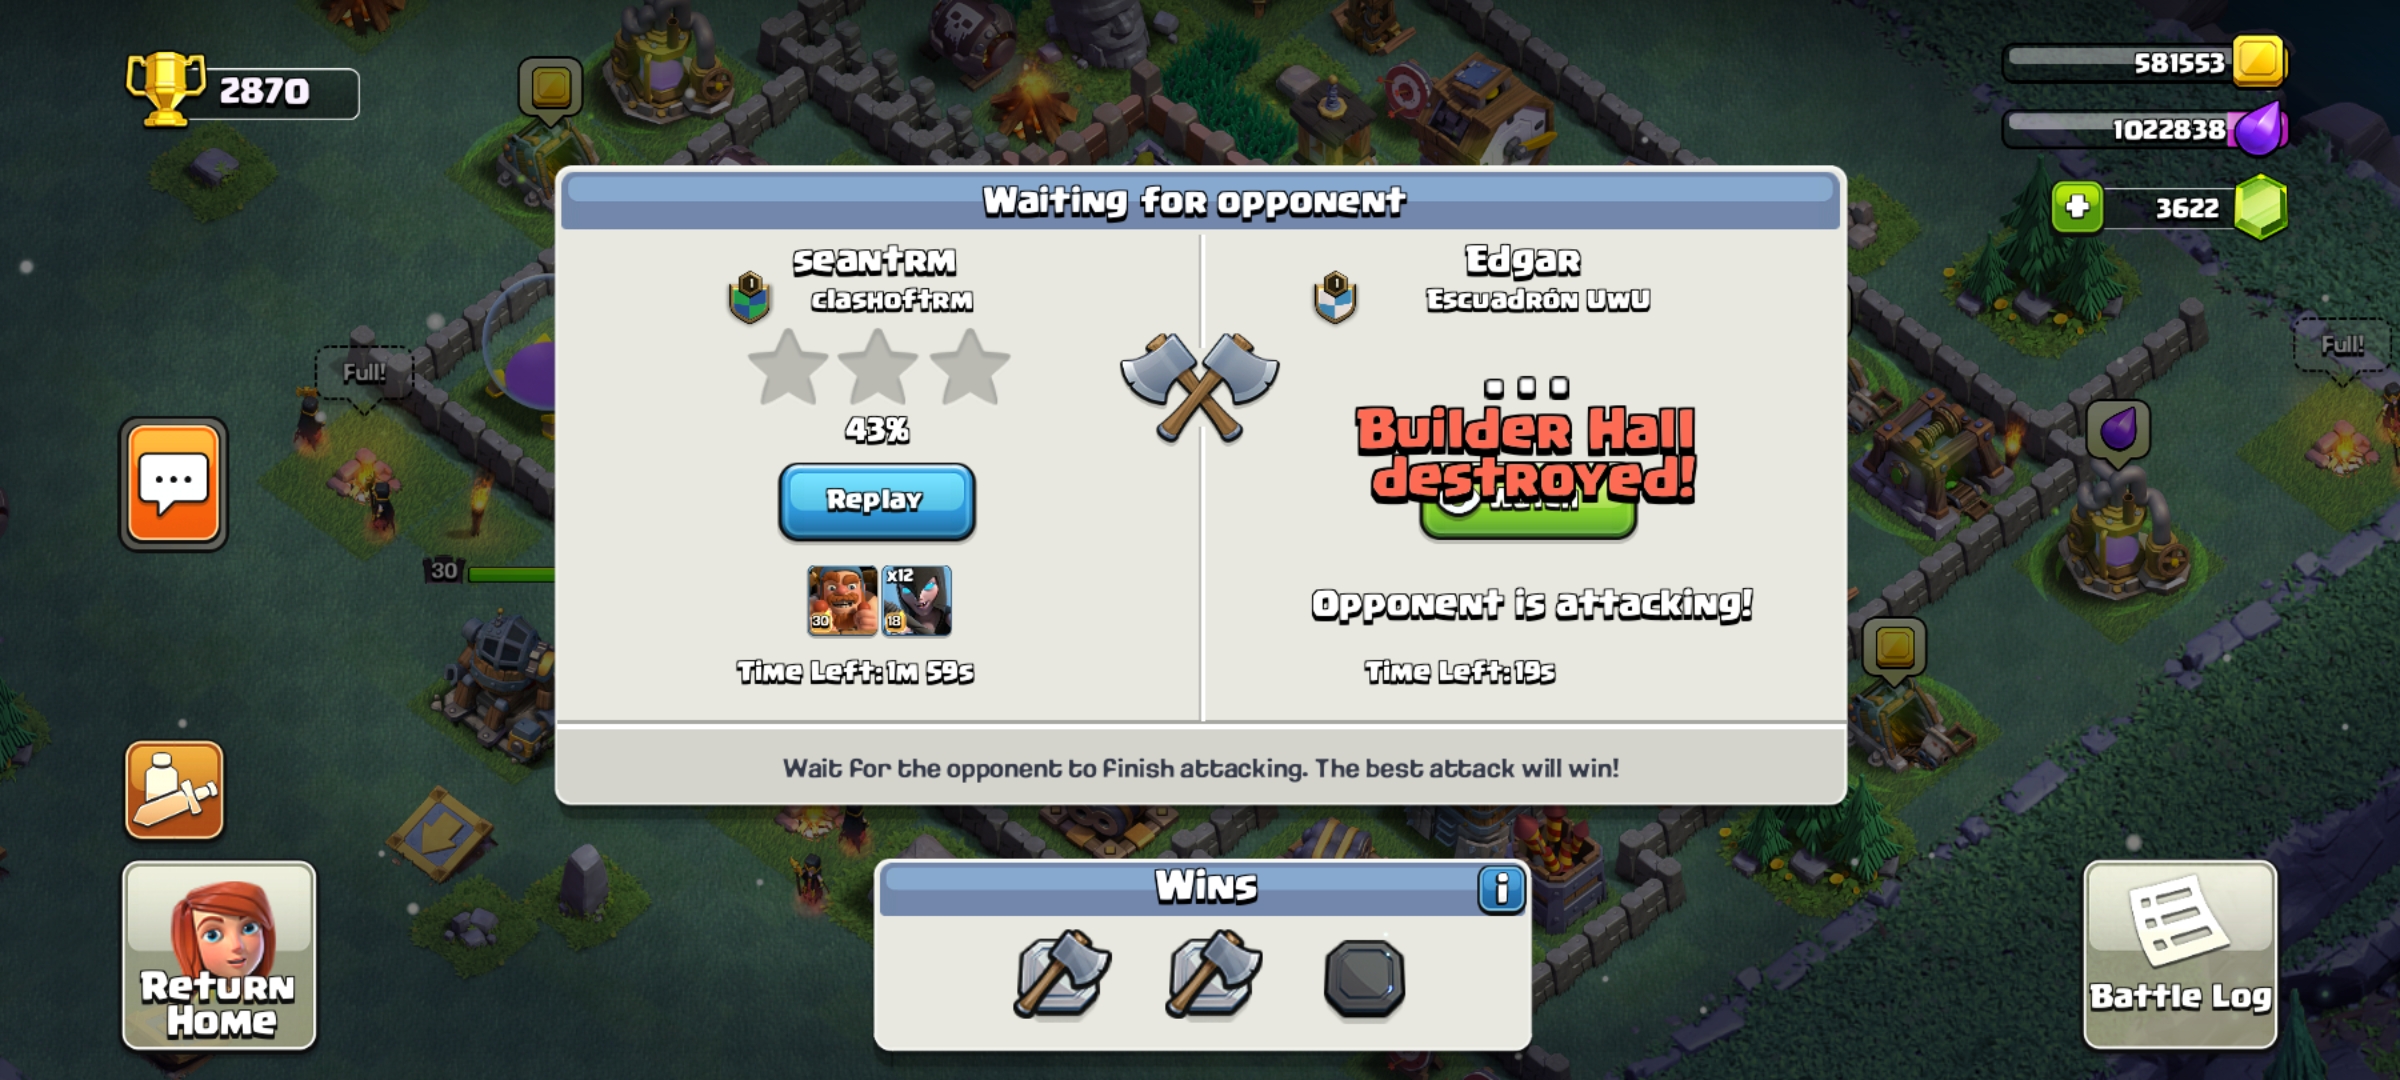 2870
581553
1022838
3622
Waiting for opponent
seantrm
clashoftrm
Edgar
Escuadrón UwU
1
1
43%
Replay
Builder Hall
destroyed!
x12
30
18
Opponent is attacking!
Time Left:1m 59s
Time Left:19s
Wait for the opponent to finish attacking. The best attack will win!
Full!
Full!
30
Wins
i
Return
Home
Battle Log